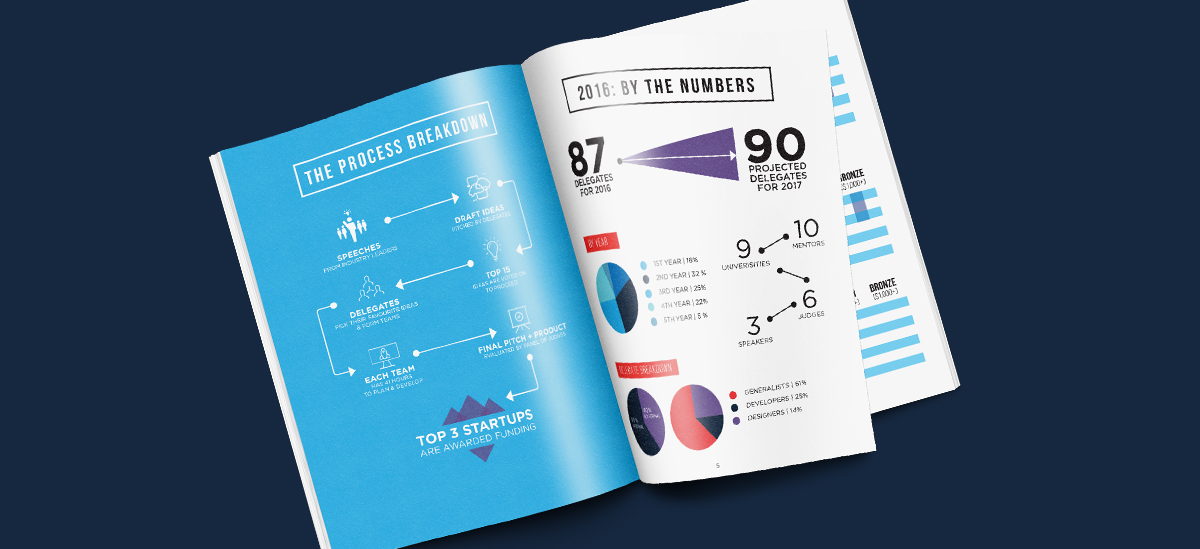 THE PROCESS BREAKDOWN
SPEECHES
FROM INDUSTRY LEADERS
DRAFT IDEAS
PITCHED BY DELEGATES
TOP 15
IDEAS ARE VOTED ON
TO PROCEED
DELEGATES
PICK THEIR FAVOURITE IDEAS
& FORM TEAMS
EACH TEAM
HAS 41 HOURS
TO PLAN & DEVELOP
FINAL PITCH + PRODUCT
EVALUATED BY PANEL OF JUDGES
TOP 3 STARTUPS
ARE AWARDED FUNDING
2016: BY THE NUMBERS
87
DELEGATES
FOR 2016
90
PROJECTED
DELEGATES
FOR 2017
BY YEAR
1ST YEAR | 16%
2ND YEAR | 32 %
3RD YEAR | 25%
4TH YEAR | 22%
5TH YEAR | 5 %
9
UNIVERISITIES
10
MENTORS
3
SPEAKERS
6
JUDGES
BREAKDOWN
GENERALISTS | 61%
DEVELOPERS | 25%
DESIGNERS | 14%
5
BRONZE
($1,000+)
BRONZE
($1,000+)